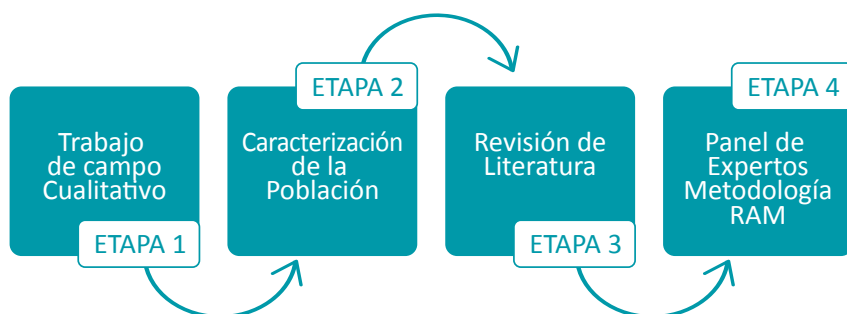 Trabajo
de campo
Cualitativo
ETAPA 1
ETAPA 2
Caracterización
de la
Población
Revisión de
Literatura
ETAPA 3
ETAPA 4
Panel de
Expertos
Metodología
RAM